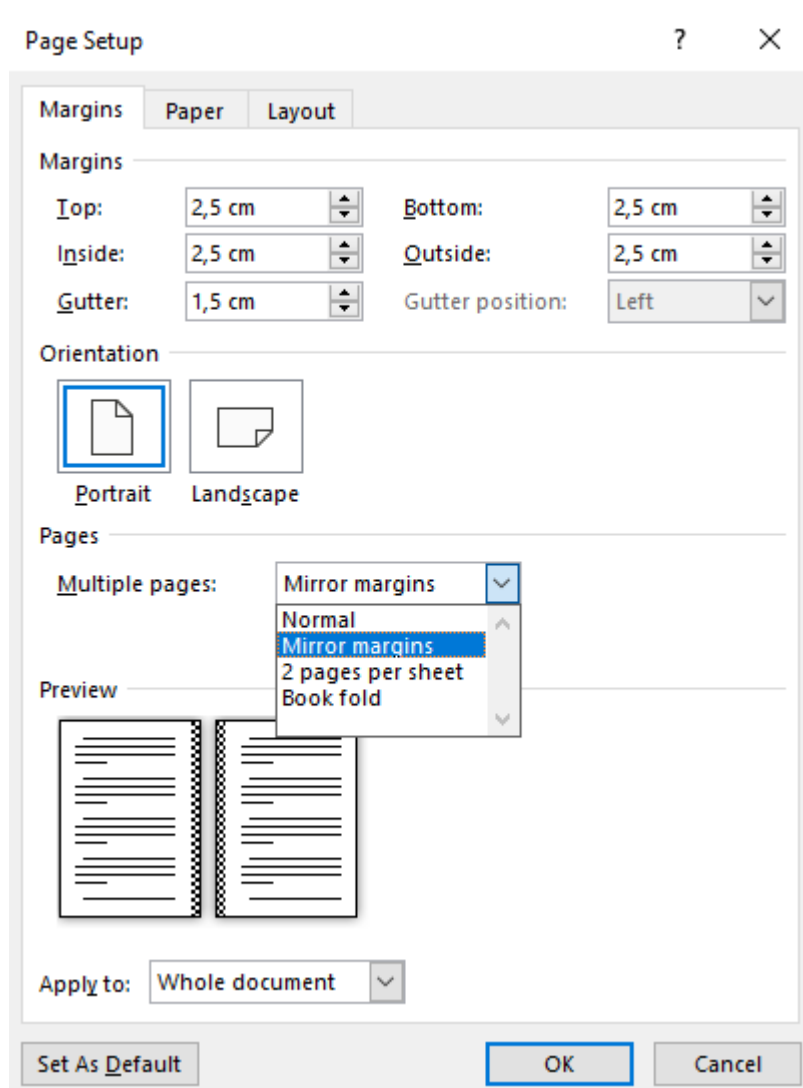 Page Setup ?
Margins Paper Layout
Margins
Top: 2,5 cm Bottom: 2,5 cm
Inside: 2,5 cm Outside: 2,5 cm
Gutter: 1,5 cm Gutter position: Left
Orientation
Portrait Landscape
Pages
Multiple pages: Mirror margins
Normal
Mirror margins
2 pages per sheet
Book fold
Preview
Apply to: Whole document
Set As Default OK Cancel